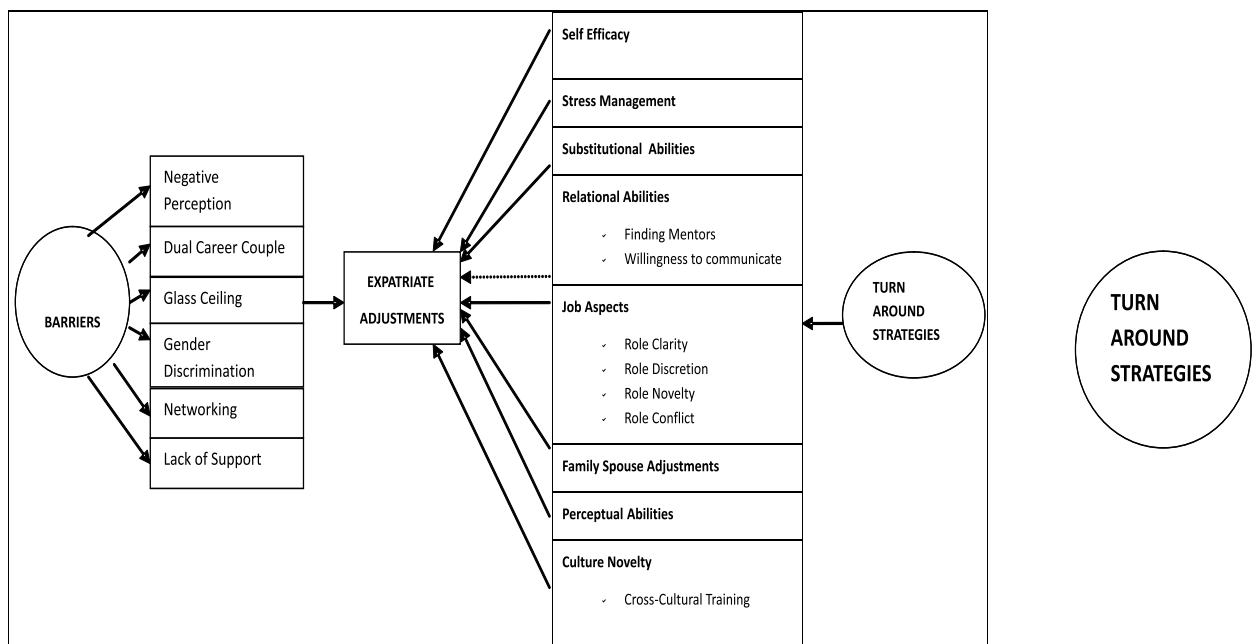 BARRIERS
Negative
Perception
Dual Career Couple
Glass Ceiling
Gender
Discrimination
Networking
Lack of Support
EXPATRIATE
ADJUSTMENTS
Self Efficacy
Stress Management
Substitutional Abilities
Relational Abilities
Finding Mentors
Willingness to communicate
Job Aspects
Role Clarity
Role Discretion
Role Novelty
Role Conflict
Family Spouse Adjustments
Perceptual Abilities
Culture Novelty
Cross-Cultural Training
TURN
AROUND
STRATEGIES
TURN
AROUND
STRATEGIES